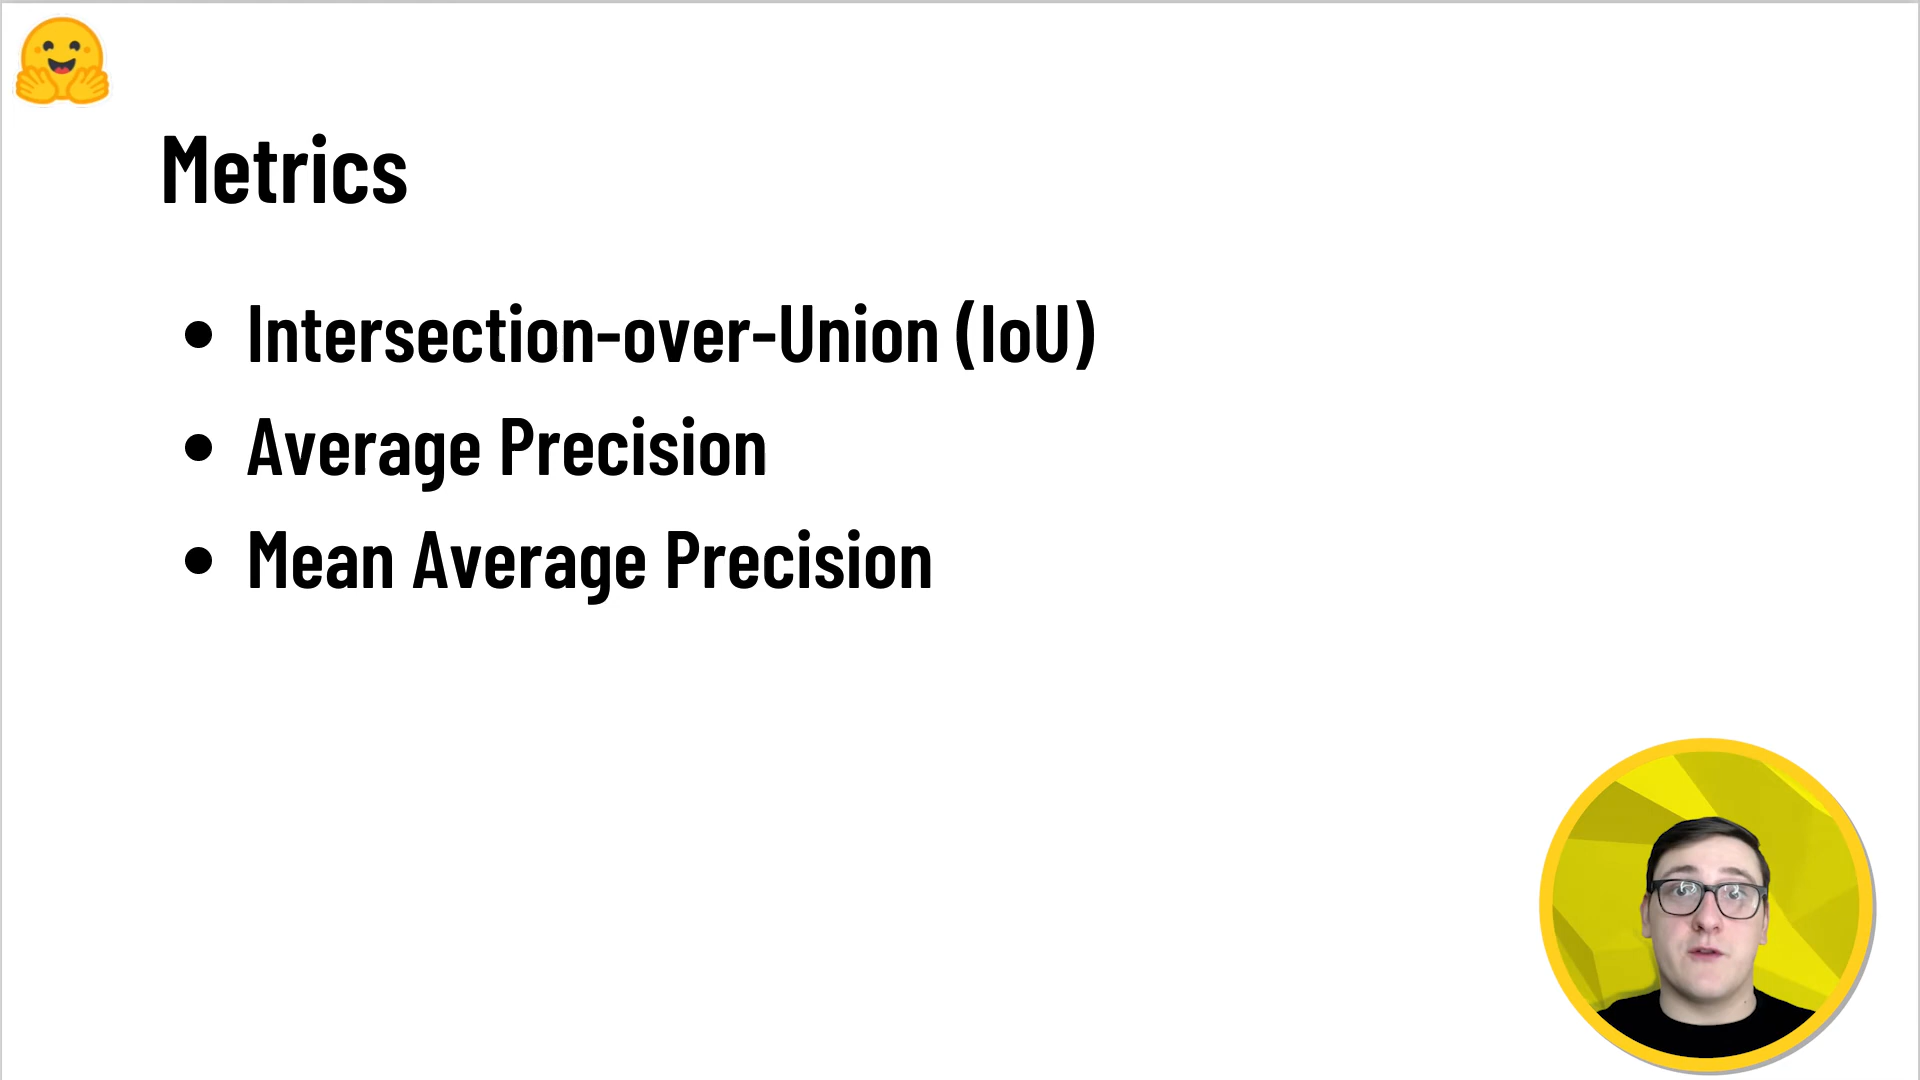 Metrics
• Intersection-over-Union (IoU)
• Average Precision
• Mean Average Precision